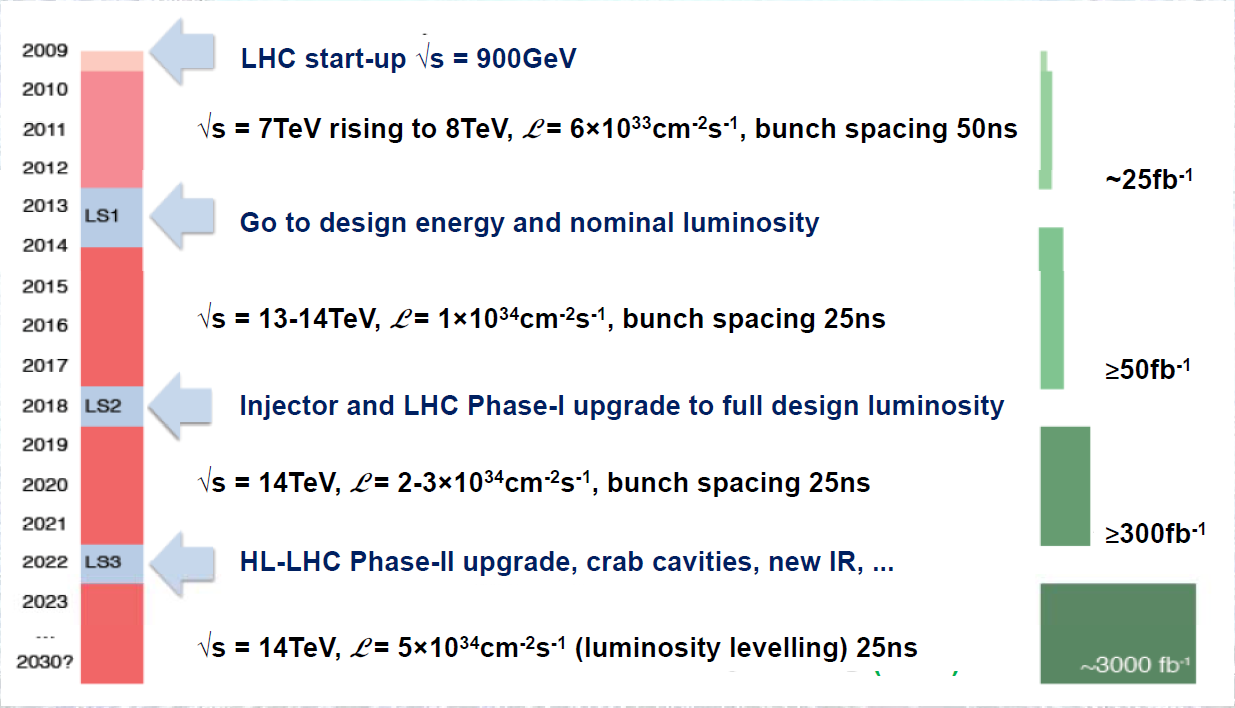 2009
LHC start-up √s = 900GeV
2010
2011
√s = 7TeV rising to 8TeV, ℒ= 6×10³³cm⁻²s⁻¹, bunch spacing 50ns
2012
~25fb⁻¹
2013
LS1
Go to design energy and nominal luminosity
2014
2015
√s = 13-14TeV, ℒ= 1×10³⁴cm⁻²s⁻¹, bunch spacing 25ns
2016
2017
≥50fb⁻¹
2018
LS2
Injector and LHC Phase-I upgrade to full design luminosity
2019
2020
√s = 14TeV, ℒ= 2-3×10³⁴cm⁻²s⁻¹, bunch spacing 25ns
2021
≥300fb⁻¹
2022
LS3
HL-LHC Phase-II upgrade, crab cavities, new IR, ...
2023
...
√s = 14TeV, ℒ= 5×10³⁴cm⁻²s⁻¹ (luminosity levelling) 25ns
2030?
~3000 fb⁻¹